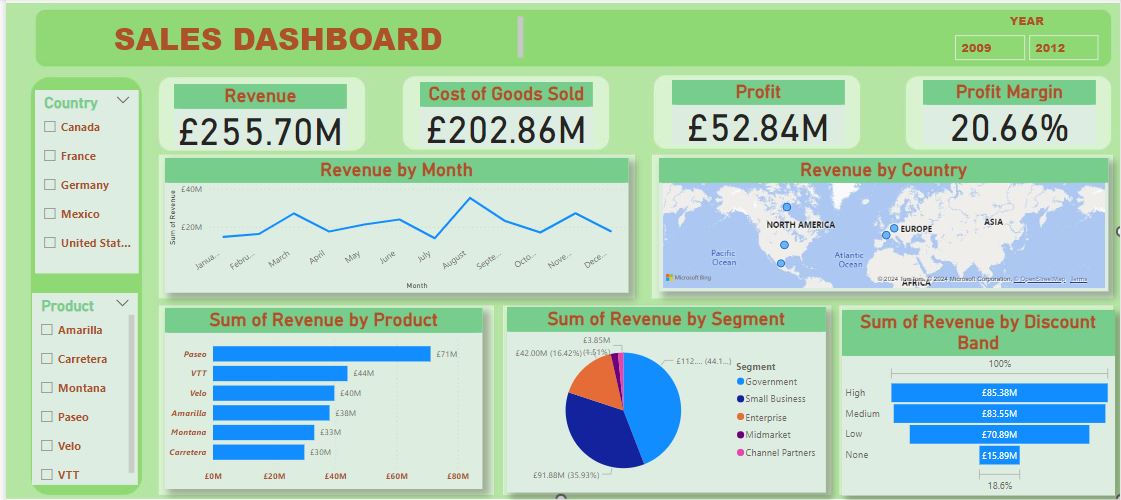 SALES DASHBOARD
YEAR
2009
2012
Country
Canada
France
Germany
Mexico
United Stat...
Product
Amarilla
Carretera
Montana
Paseo
Velo
VTT
Revenue
£255.70M
Cost of Goods Sold
£202.86M
Profit
£52.84M
Profit Margin
20.66%
Revenue by Month
Sum of Revenue
£40M
£20M
Janua...
Febru...
March
April
May
June
July
August
Septe...
Octo...
Nove...
Dece...
Month
Revenue by Country
NORTH AMERICA
EUROPE
ASIA
Pacific
Ocean
Atlantic
Ocean
AFRICA
Microsoft Bing
© 2024 TomTom, © 2024 Microsoft Corporation, © OpenStreetMap Terms
Sum of Revenue by Product
Paseo £71M
VTT £44M
Velo £40M
Amarilla £38M
Montana £33M
Carretera £30M
£0M £20M £40M £60M £80M
Sum of Revenue by Segment
£3.85M
£42.00M (16.42%)
£112.... (44.1...)
£91.88M (35.93%)
Segment
Government
Small Business
Enterprise
Midmarket
Channel Partners
Sum of Revenue by Discount
Band
100%
High £85.38M
Medium £83.55M
Low £70.89M
None £15.89M
18.6%